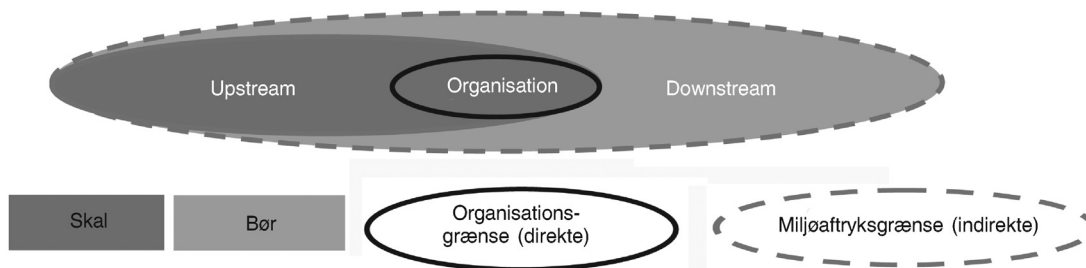 Upstream
Organisation
Downstream
Skal
Bør
Organisations-
grænse (direkte)
Miljøaftryksgrænse (indirekte)